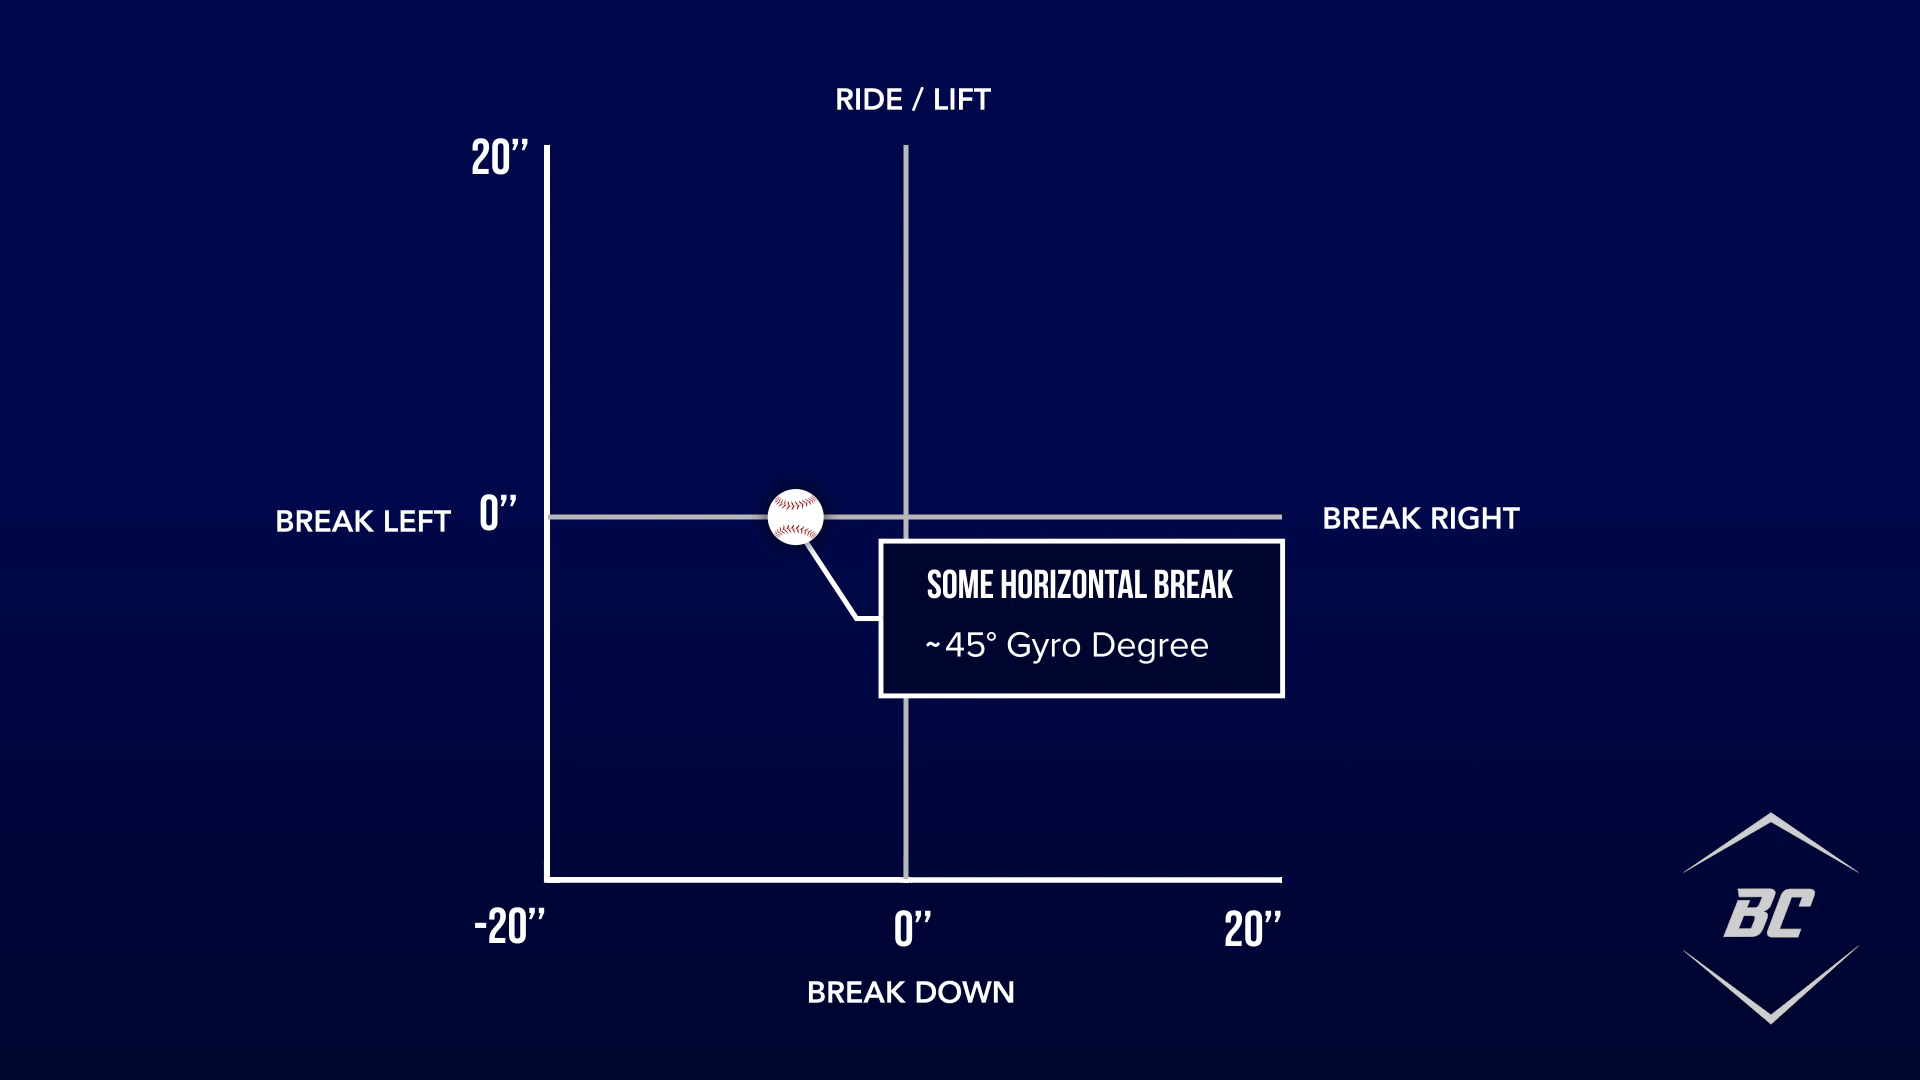 RIDE / LIFT
20’’
BREAK LEFT 0’’
BREAK RIGHT
SOME HORIZONTAL BREAK
~45° Gyro Degree
-20’’ 0’’ 20’’
BREAK DOWN
BC